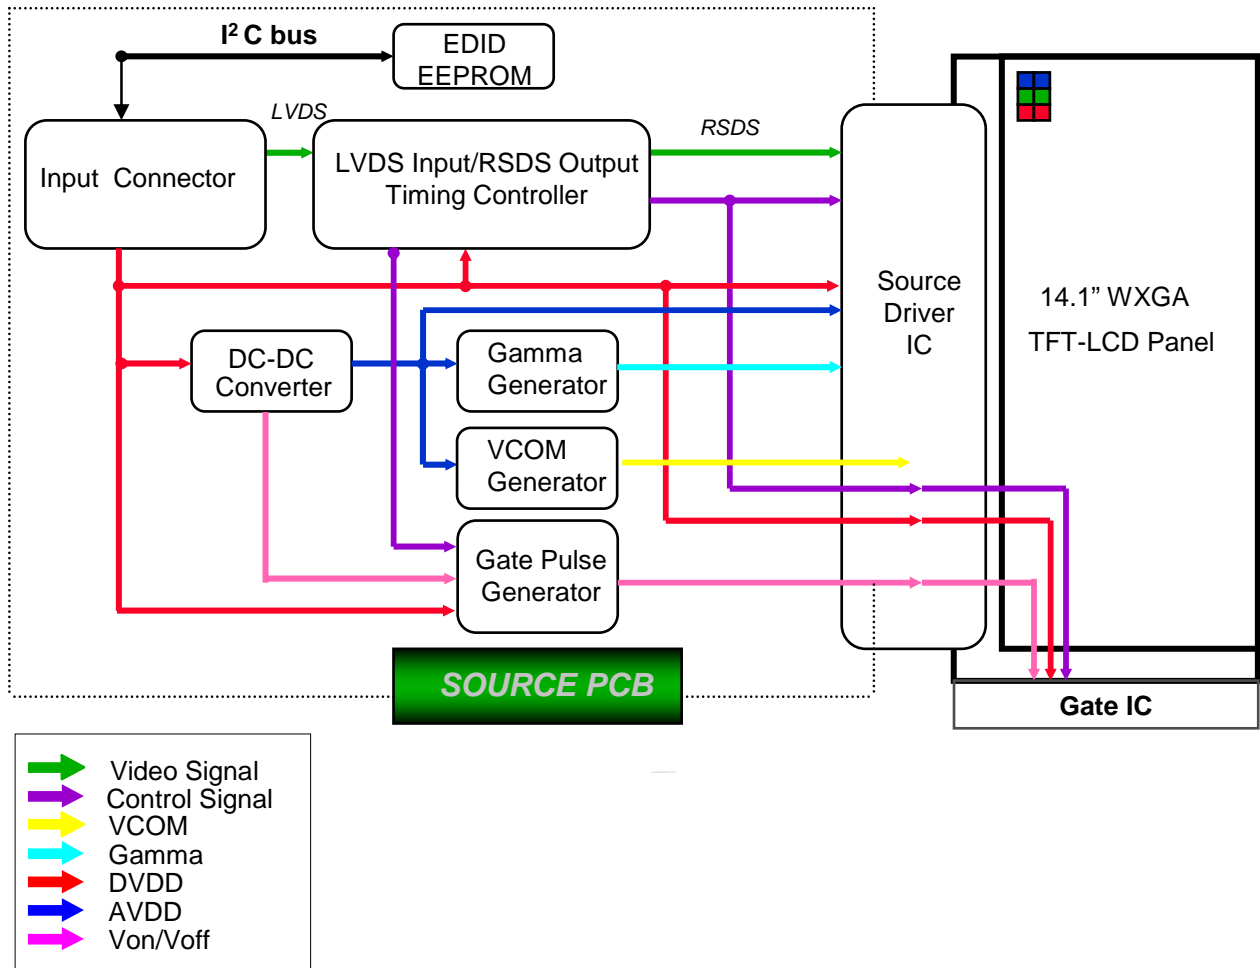 I² C bus
EDID
EEPROM
LVDS
RSDS
Input Connector
LVDS Input/RSDS Output
Timing Controller
Source
Driver
IC
14.1” WXGA
TFT-LCD Panel
DC-DC
Converter
Gamma
Generator
VCOM
Generator
Gate Pulse
Generator
SOURCE PCB
Gate IC
Video Signal
Control Signal
VCOM
Gamma
DVDD
AVDD
Von/Voff